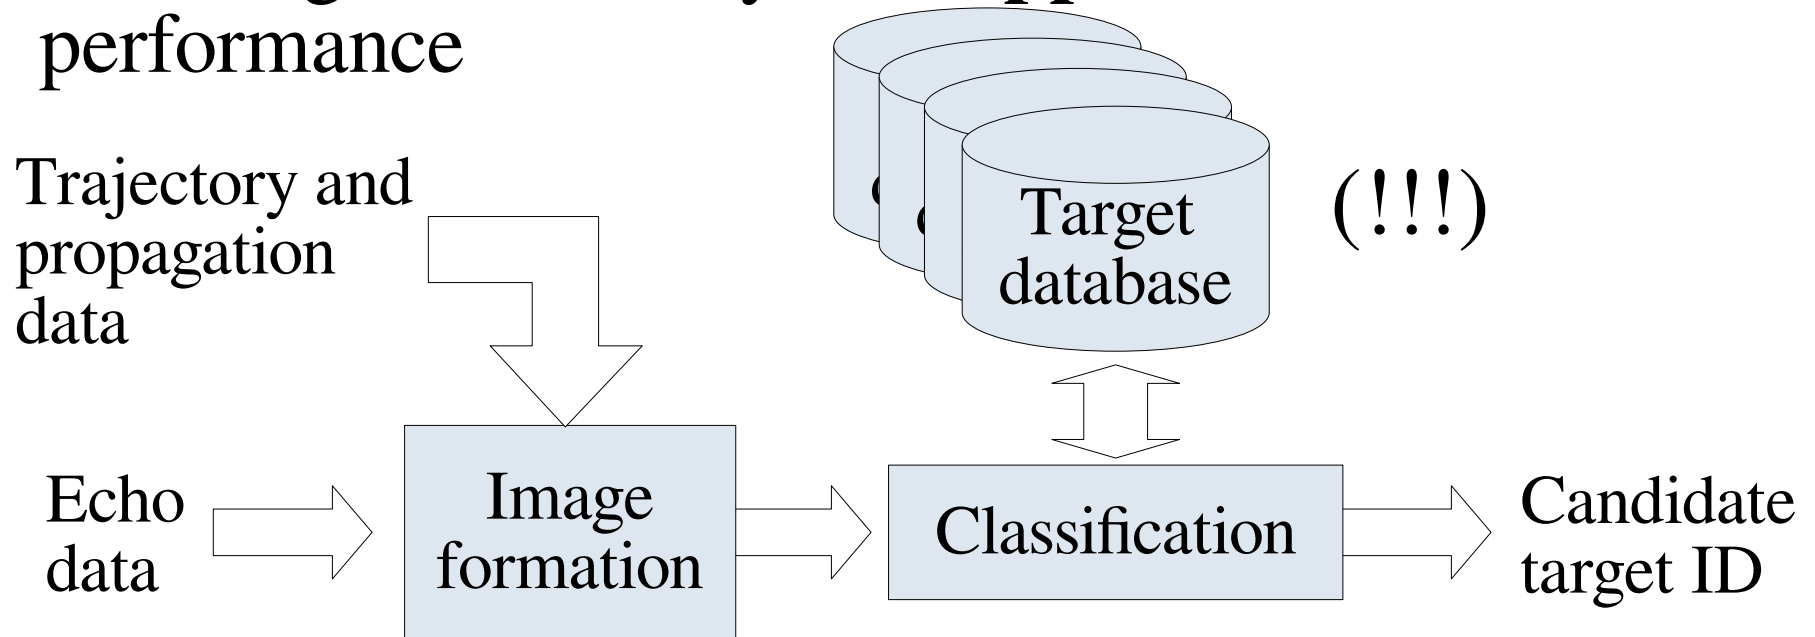 performance
Trajectory and
propagation
data
Target
database
(!!!)
Echo
data
Image
formation
Classification
Candidate
target ID